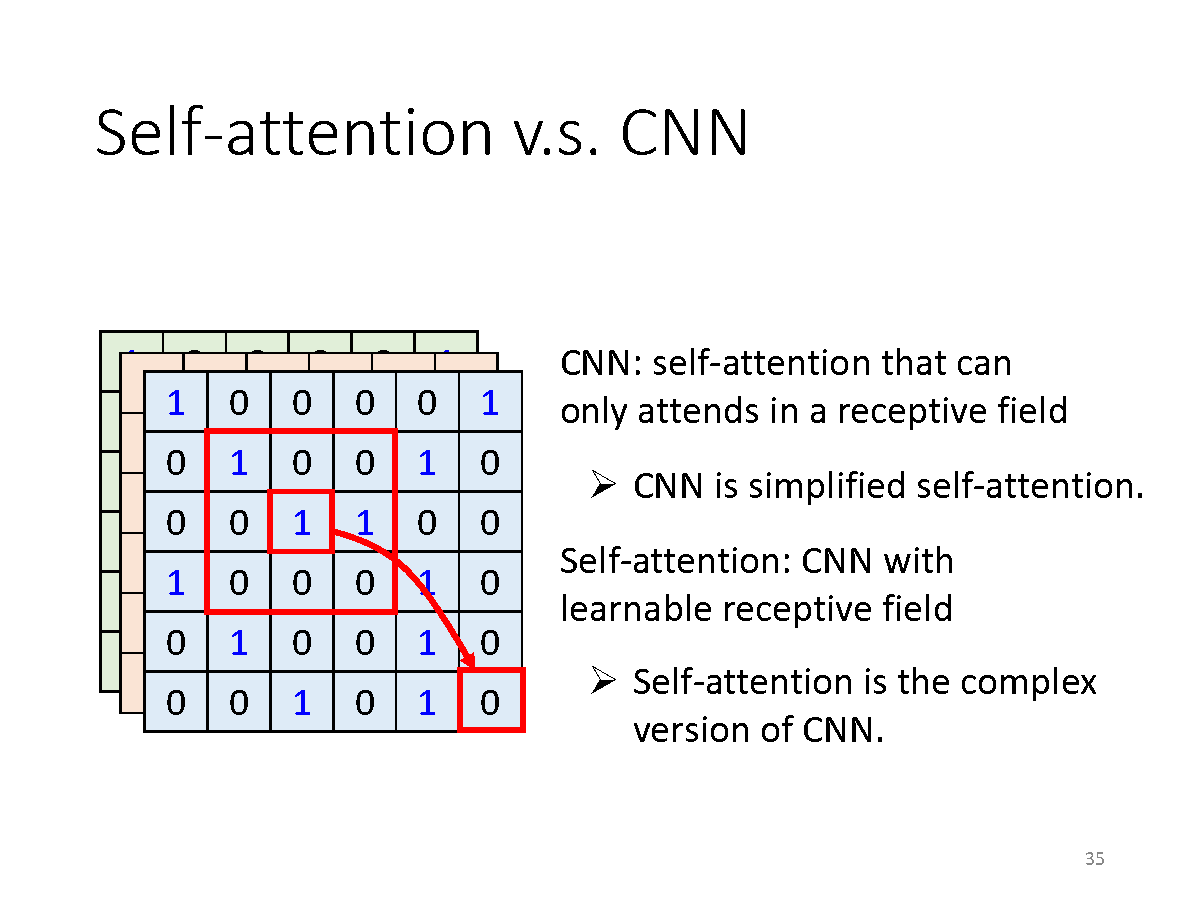 Self-attention v.s. CNN
1 0 0 0 0 1
0 1 0 0 1 0
0 0 1 1 0 0
1 0 0 0 1 0
0 1 0 0 1 0
0 0 1 0 1 0
CNN: self-attention that can
only attends in a receptive field
➢ CNN is simplified self-attention.
Self-attention: CNN with
learnable receptive field
➢ Self-attention is the complex
version of CNN.
35